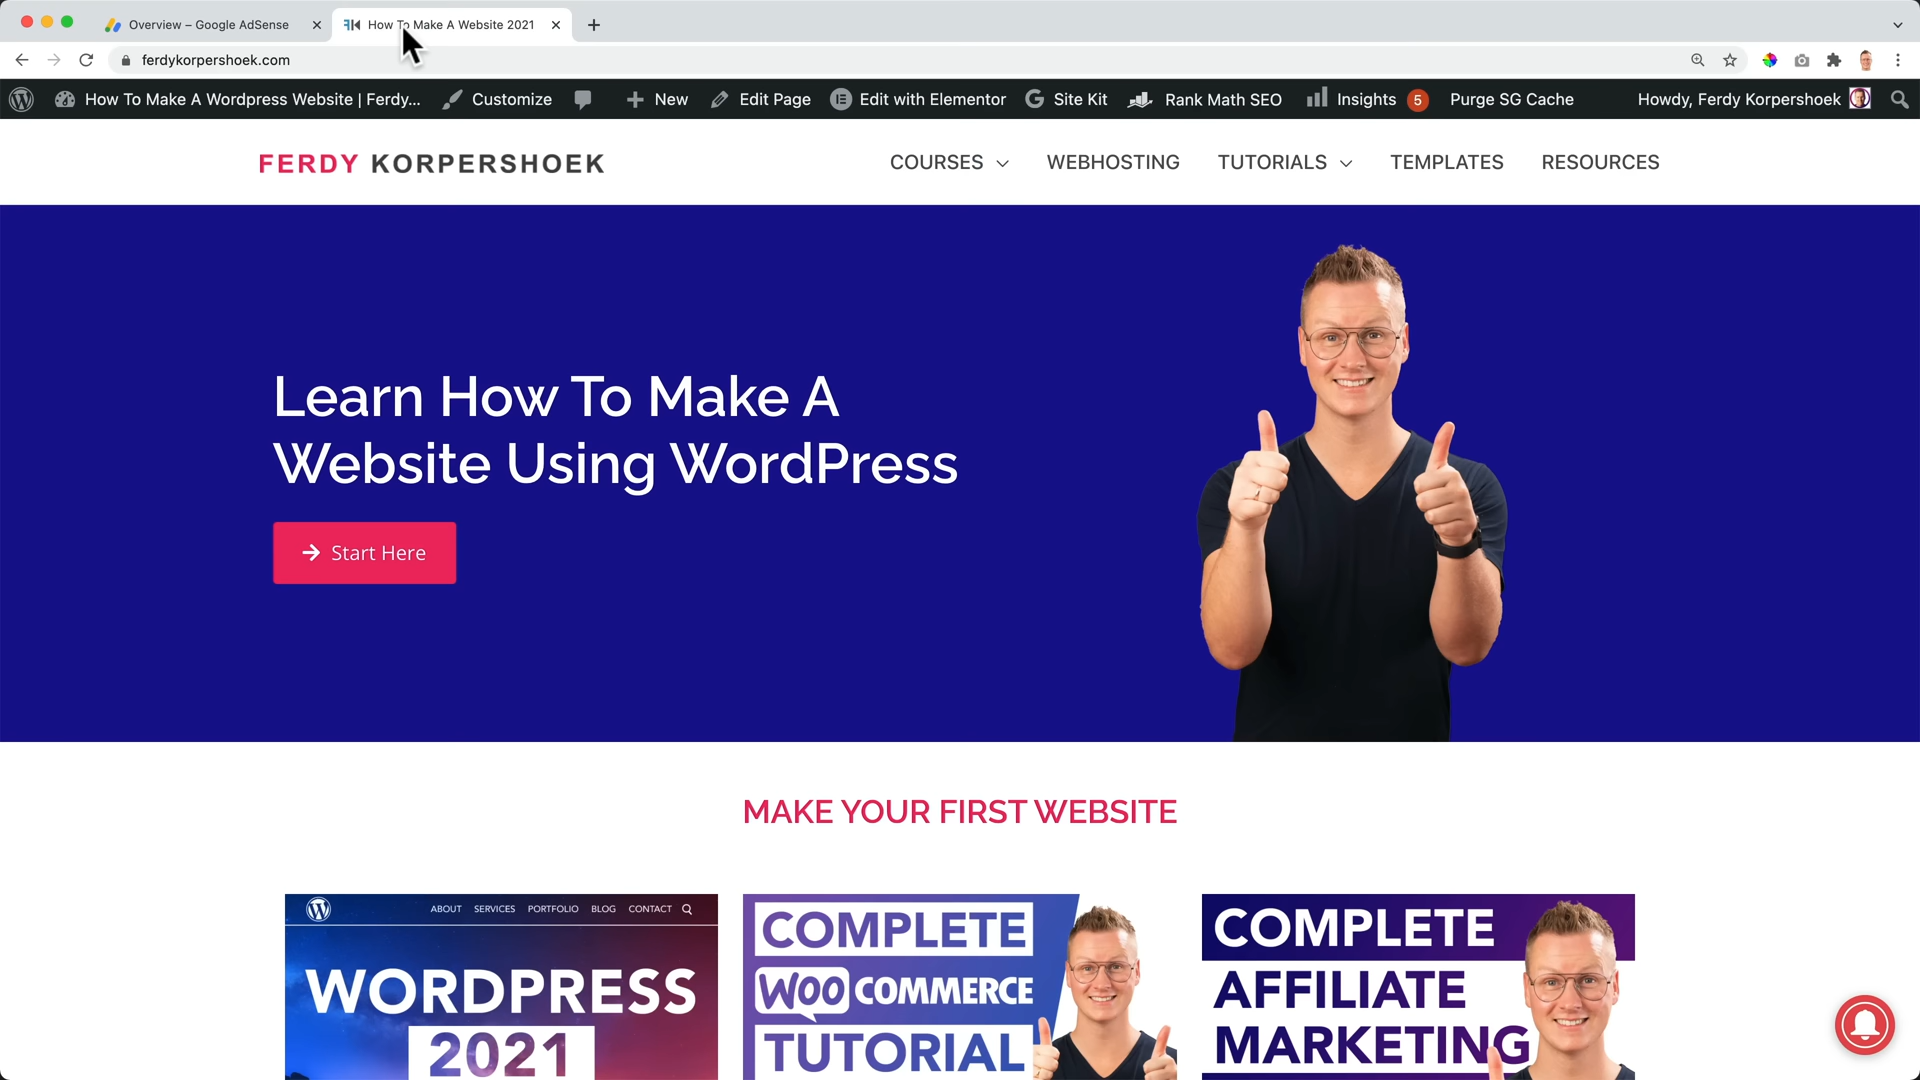 Overview – Google AdSense
How To Make A Website 2021
ferdykorpershoek.com
How To Make A Wordpress Website | Ferdy... Customize New Edit Page Edit with Elementor Site Kit Rank Math SEO Insights 5 Purge SG Cache Howdy, Ferdy Korpershoek
FERDY KORPERSHOEK
COURSES WEBHOSTING TUTORIALS TEMPLATES RESOURCES
Learn How To Make A
Website Using WordPress
Start Here
MAKE YOUR FIRST WEBSITE
ABOUT SERVICES PORTFOLIO BLOG CONTACT
WORDPRESS
2021
COMPLETE
WOO COMMERCE
TUTORIAL
COMPLETE
AFFILIATE
MARKETING